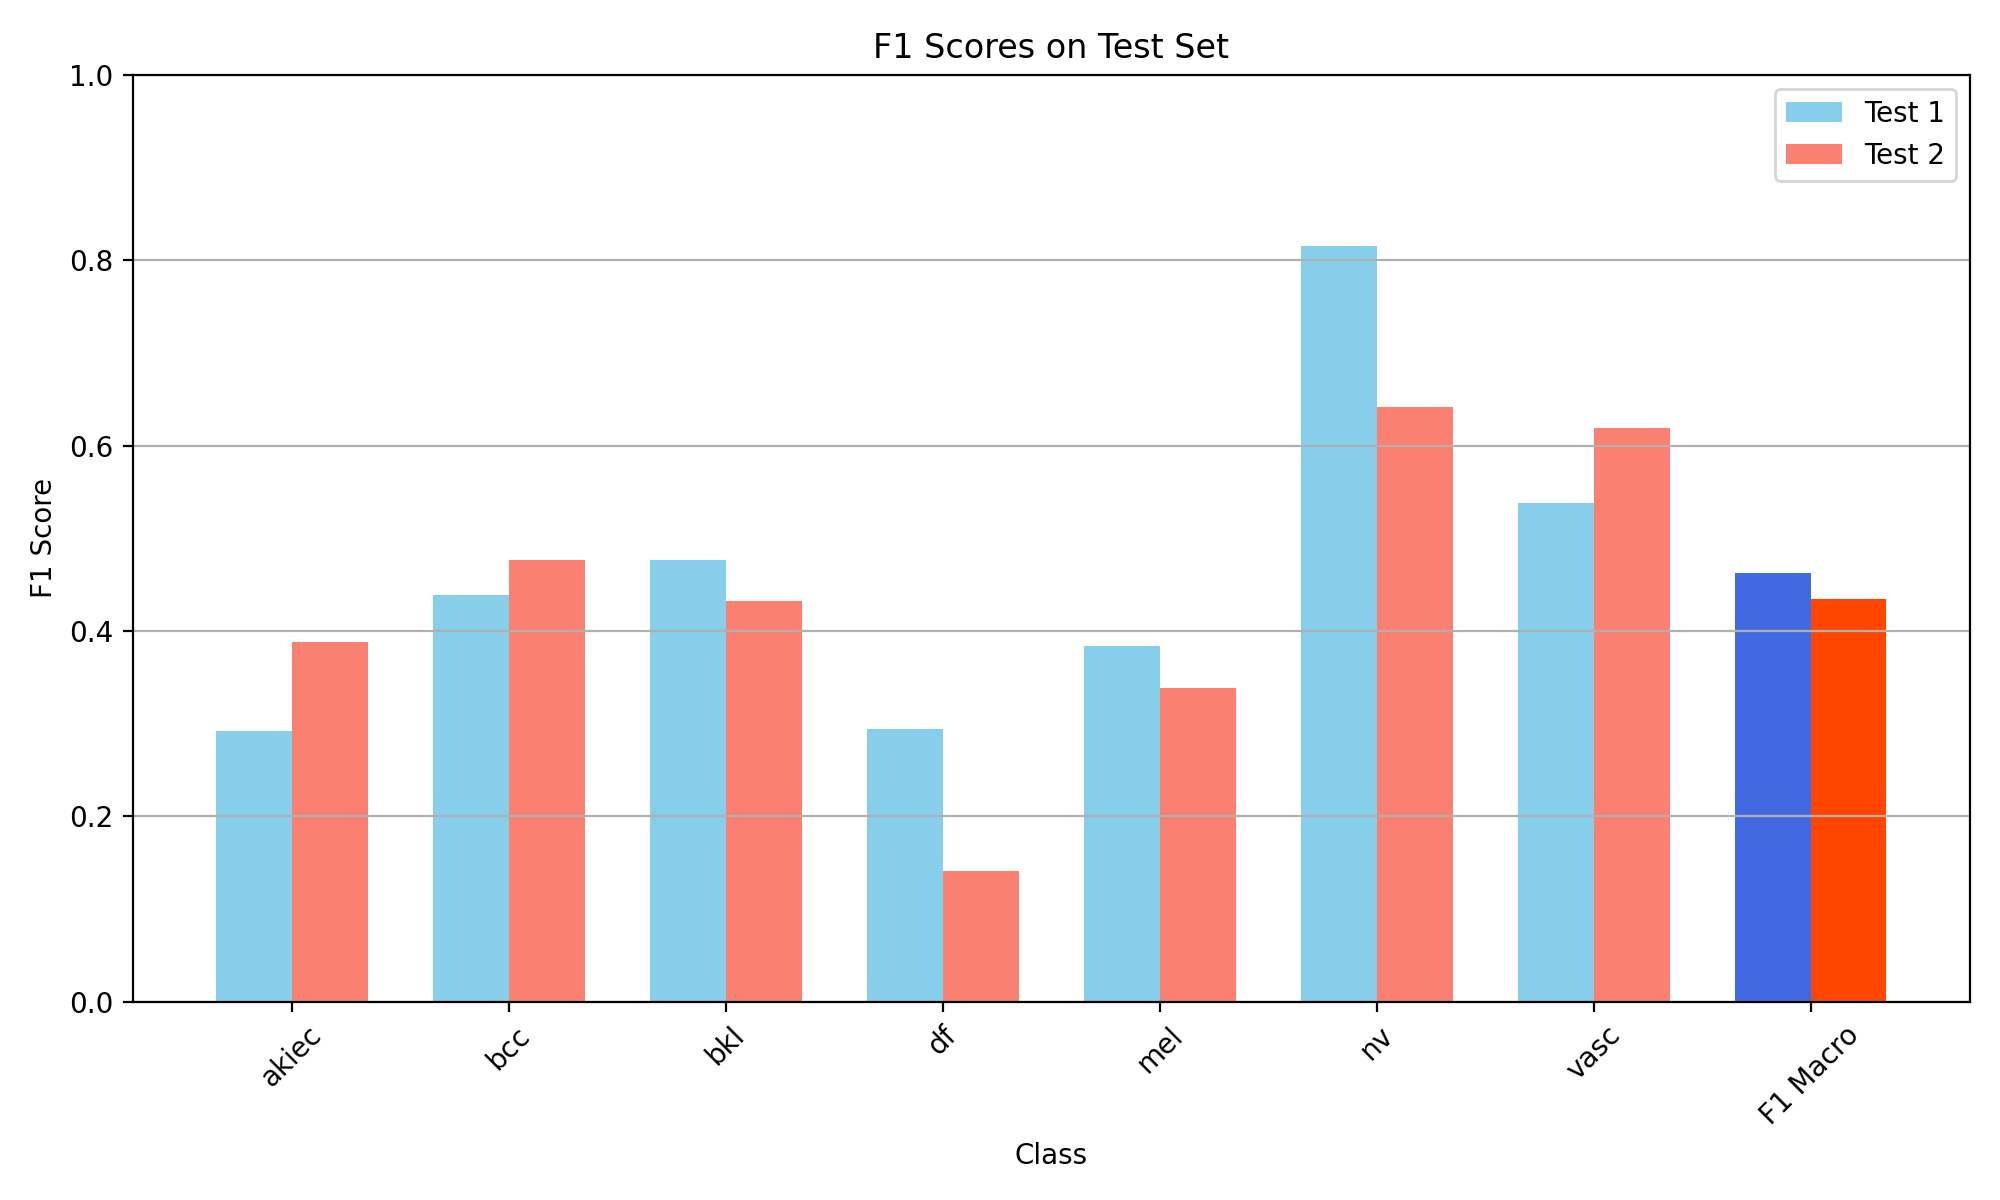 F1 Scores on Test Set
Test 1
Test 2
F1 Score
1.0
0.8
0.6
0.4
0.2
0.0
akiec
bcc
bkl
df
mel
nv
vasc
F1 Macro
Class